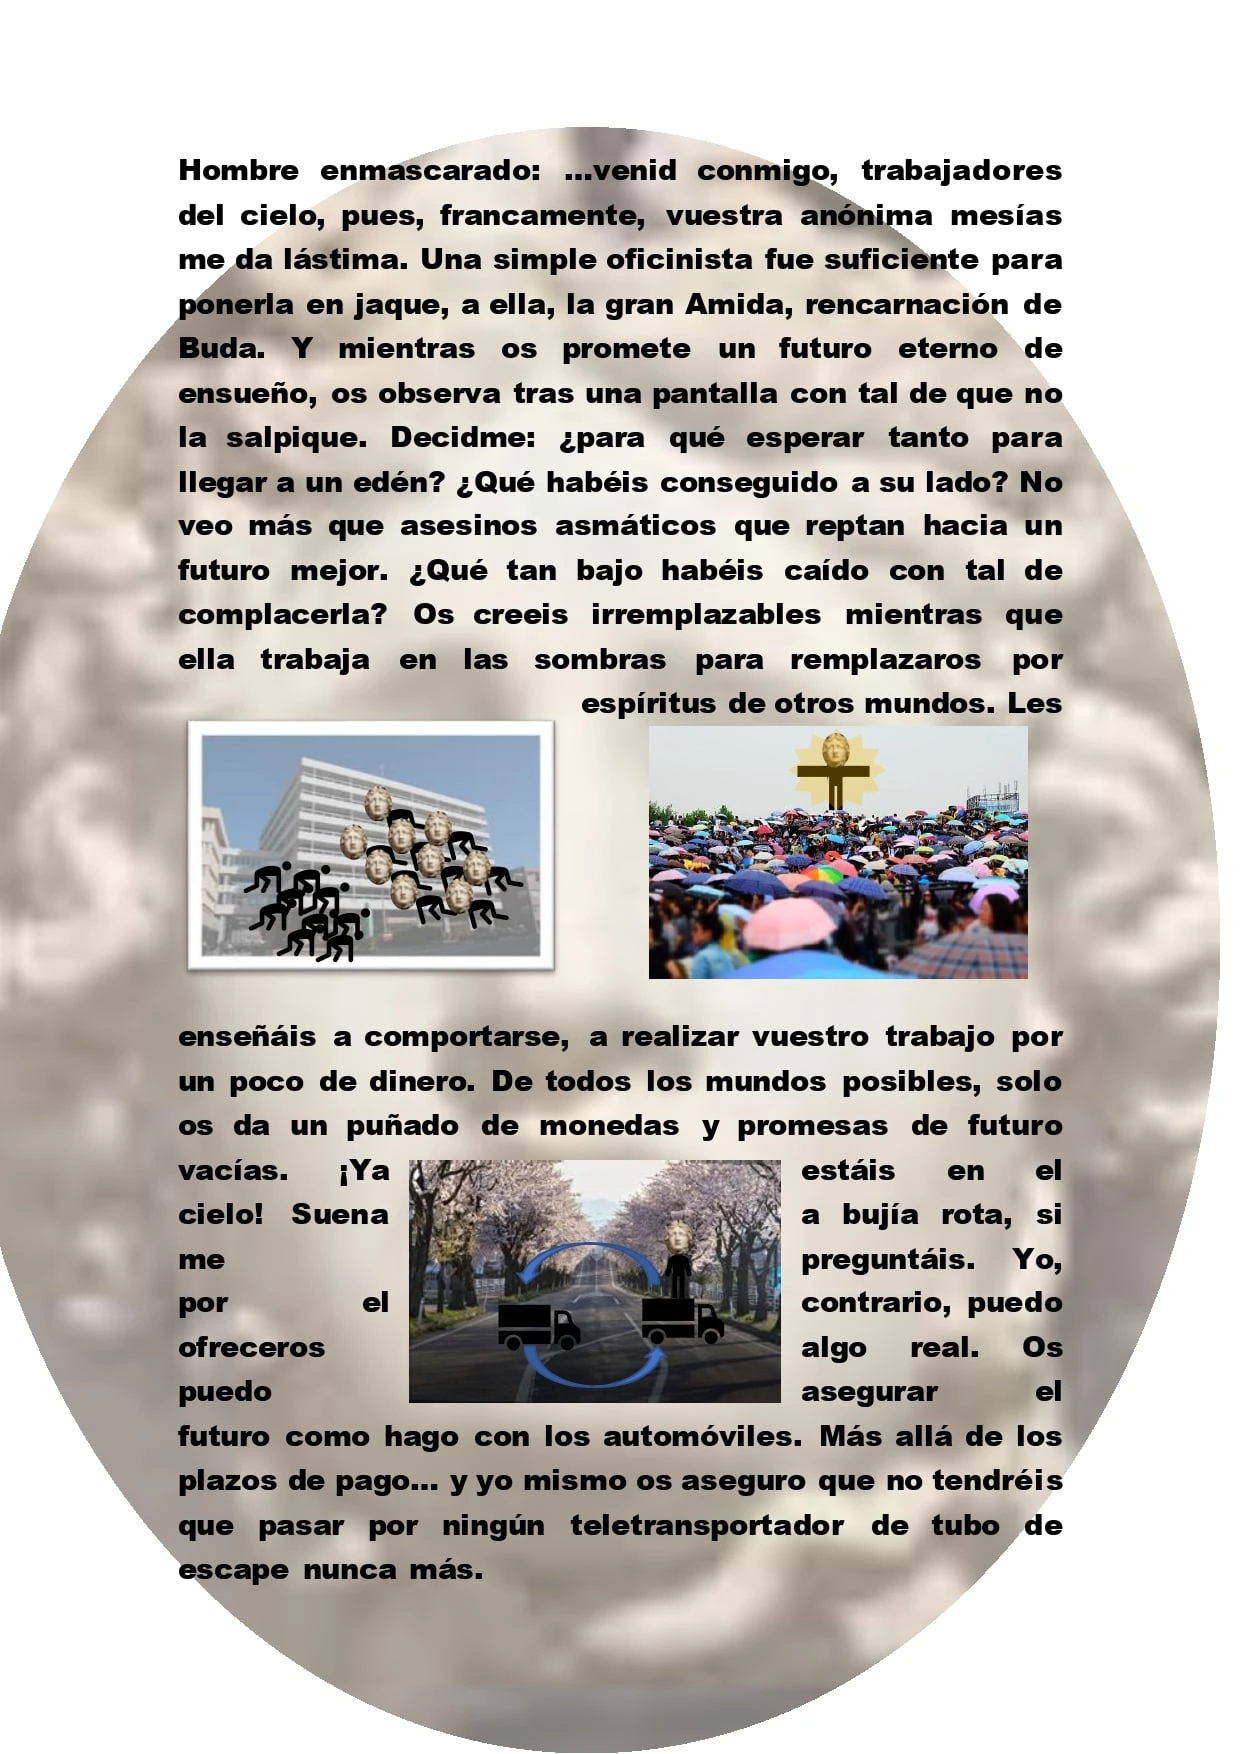 Hombre enmascarado: ...venid conmigo, trabajadores
del cielo, pues, francamente, vuestra anónima mesías
me da lástima. Una simple oficinista fue suficiente para
ponerla en jaque, a ella, la gran Amida, rencarnación de
Buda. Y mientras os promete un futuro eterno de
ensueño, os observa tras una pantalla con tal de que no
la salpique. Decidme: ¿para qué esperar tanto para
llegar a un edén? ¿Qué habéis conseguido a su lado? No
veo más que asesinos asmáticos que reptan hacia un
futuro mejor. ¿Qué tan bajo habéis caído con tal de
complacerla? Os creeis irremplazables mientras que
ella trabaja en las sombras para remplazaros por
espíritus de otros mundos. Les
enseñáis a comportarse, a realizar vuestro trabajo por
un poco de dinero. De todos los mundos posibles, solo
os da un puñado de monedas y promesas de futuro
vacías. ¡Ya estáis en el
cielo! Suena a bujía rota, si
me preguntáis. Yo,
por el contrario, puedo
ofreceros algo real. Os
puedo asegurar el
futuro como hago con los automóviles. Más allá de los
plazos de pago... y yo mismo os aseguro que no tendréis
que pasar por ningún teletransportador de tubo de
escape nunca más.